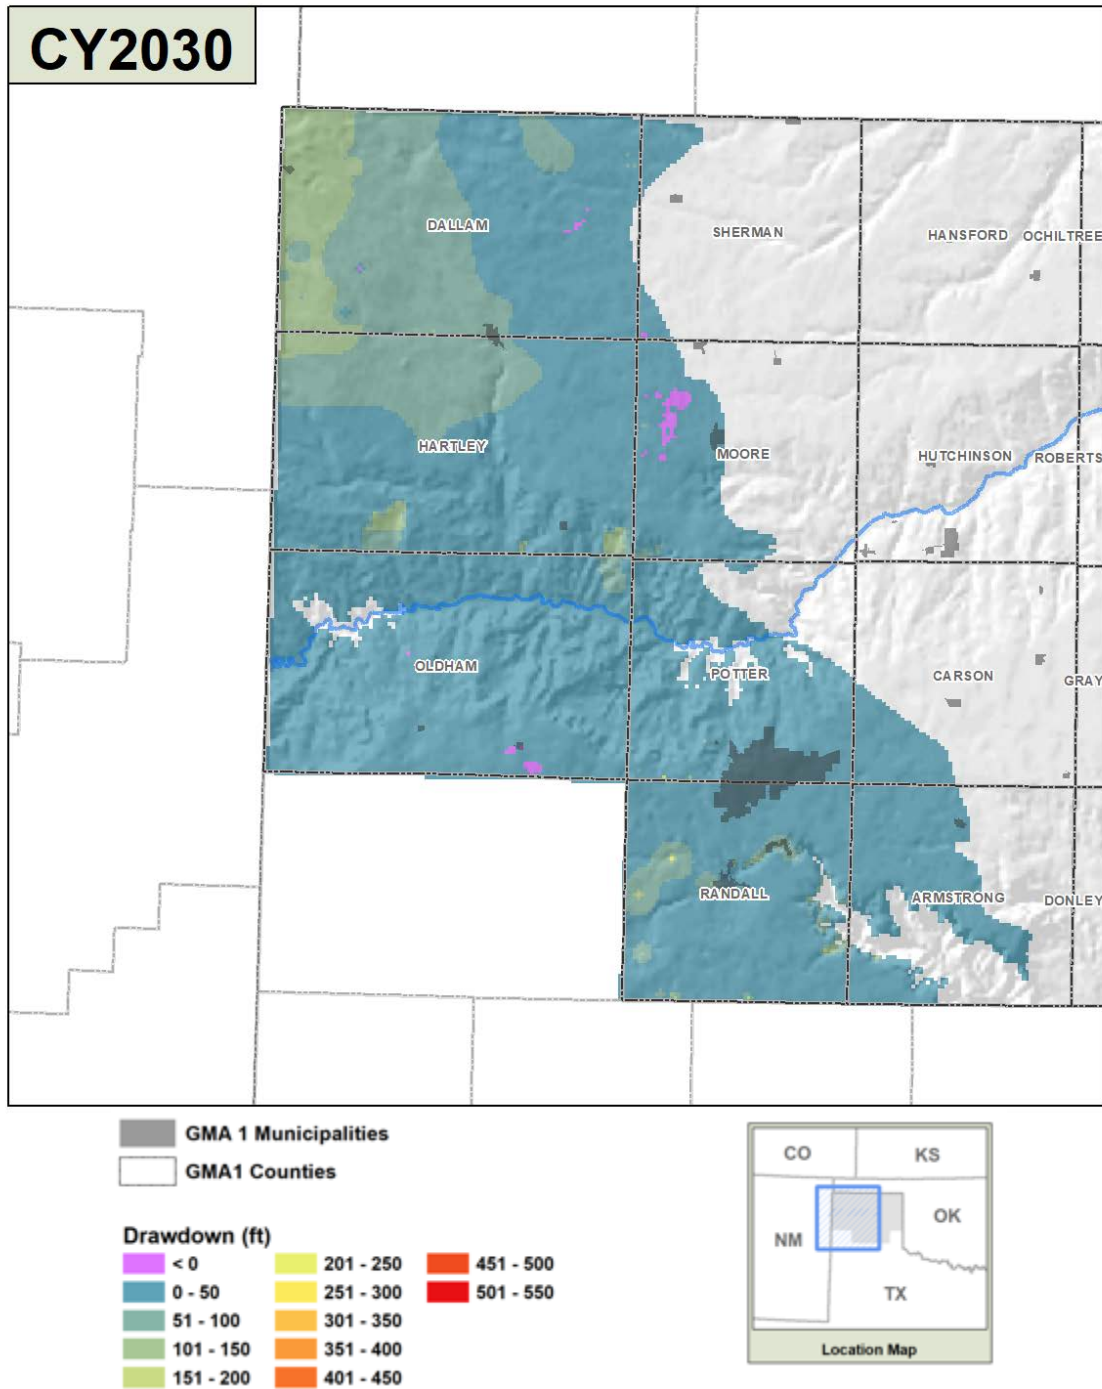 CY2030
DALLAM
SHERMAN
HANSFORD
OCHILTREE
HARTLEY
MOORE
HUTCHINSON
ROBERTS
OLDHAM
POTTER
CARSON
GRAY
RANDALL
ARMSTRONG
DONLEY
GMA 1 Municipalities
GMA1 Counties
Drawdown (ft)
< 0
0 - 50
51 - 100
101 - 150
151 - 200
201 - 250
251 - 300
301 - 350
351 - 400
401 - 450
451 - 500
501 - 550
CO
KS
NM
OK
TX
Location Map